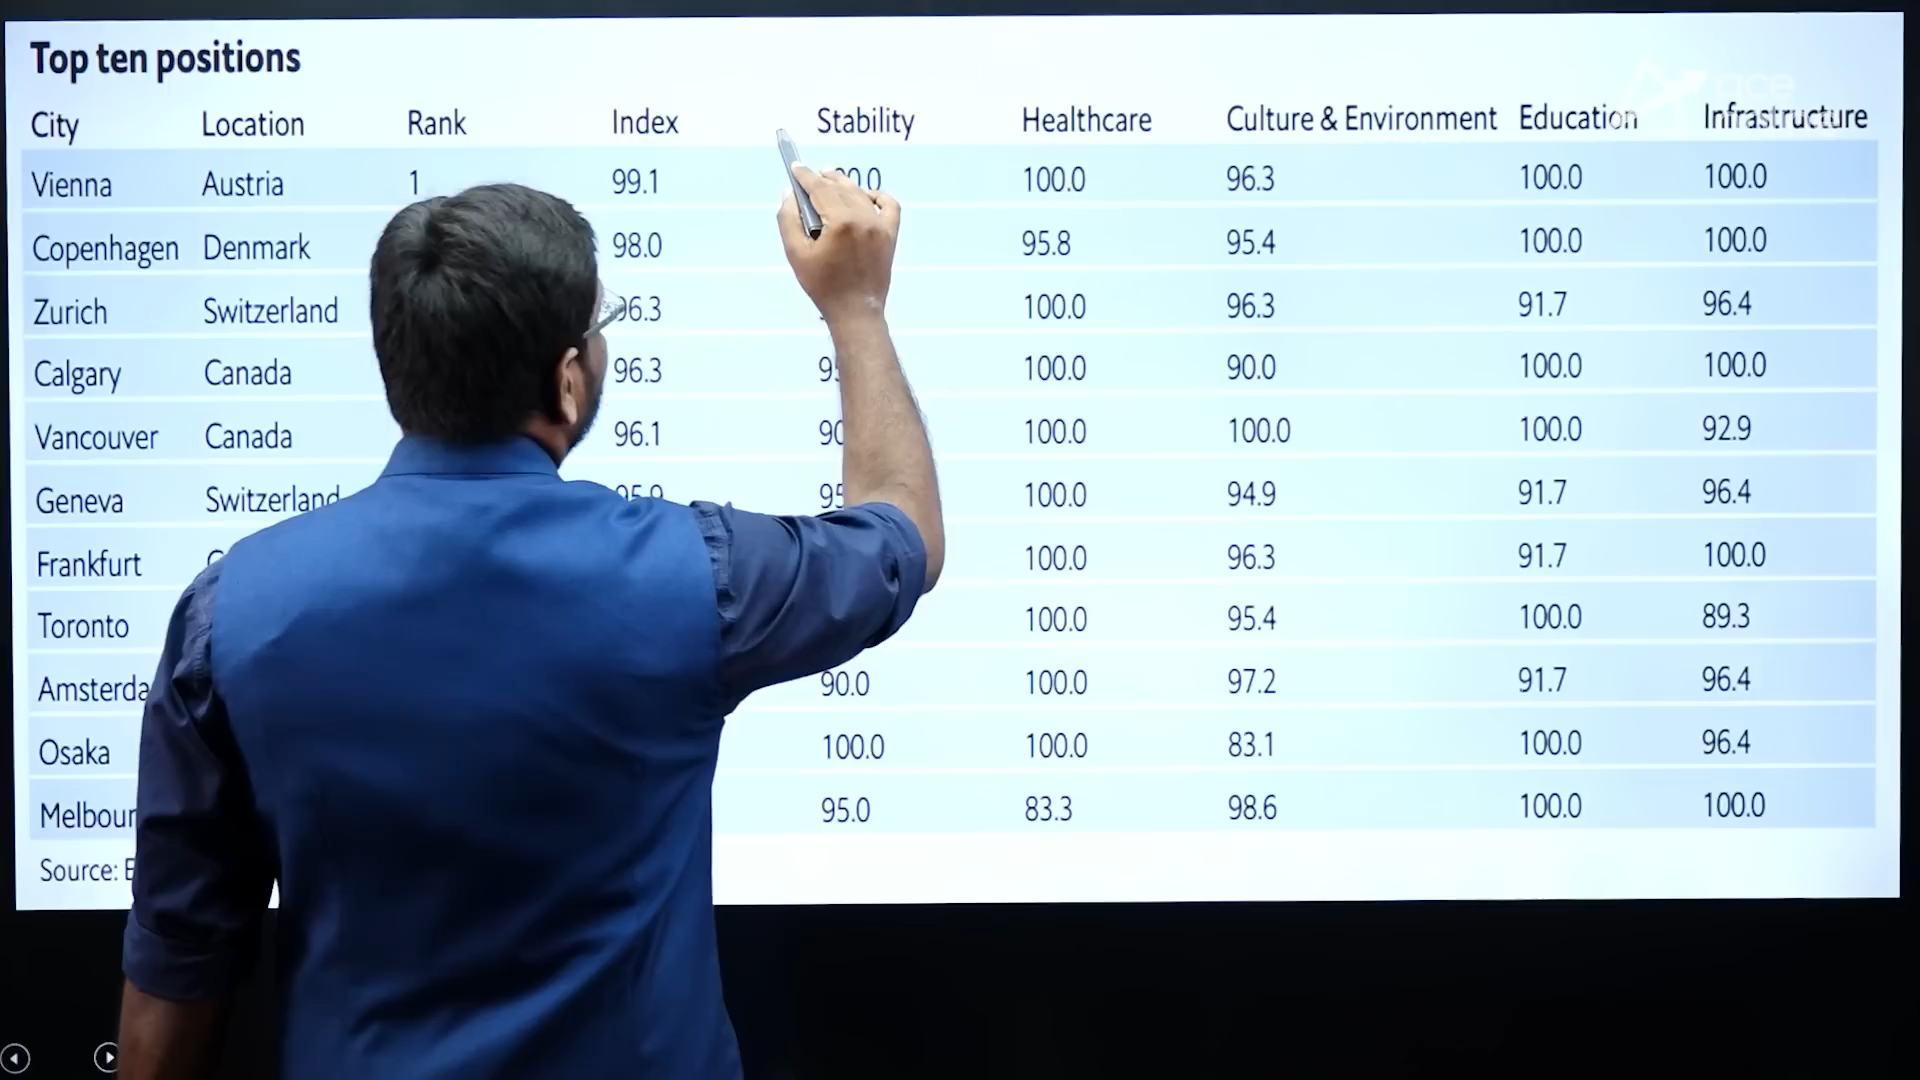 Top ten positions
City Location Rank Index Stability Healthcare Culture & Environment Education Infrastructure
Vienna Austria 1 99.1 100.0 96.3 100.0 100.0
Copenhagen Denmark 98.0 95.8 95.4 100.0 100.0
Zurich Switzerland 96.3 100.0 96.3 91.7 96.4
Calgary Canada 96.3 100.0 90.0 100.0 100.0
Vancouver Canada 96.1 100.0 100.0 100.0 92.9
Geneva Switzerland 95.9 100.0 94.9 91.7 96.4
Frankfurt 100.0 96.3 91.7 100.0
Toronto 100.0 95.4 100.0 89.3
90.0 100.0 97.2 91.7 96.4
Osaka 100.0 100.0 83.1 100.0 96.4
95.0 83.3 98.6 100.0 100.0
Source: